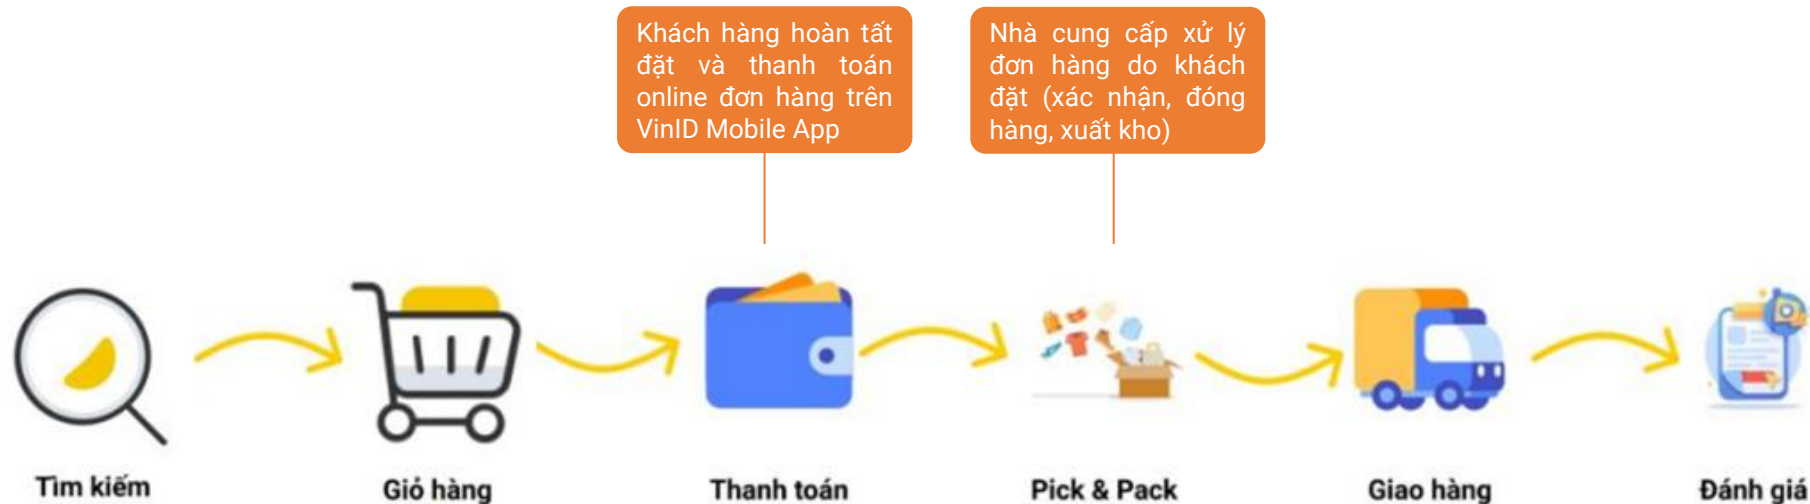 Khách hàng hoàn tất
đặt và thanh toán
online đơn hàng trên
VinID Mobile App
Nhà cung cấp xử lý
đơn hàng do khách
đặt (xác nhận, đóng
hàng, xuất kho)
Tìm kiếm
Giỏ hàng
Thanh toán
Pick & Pack
Giao hàng
Đánh giá